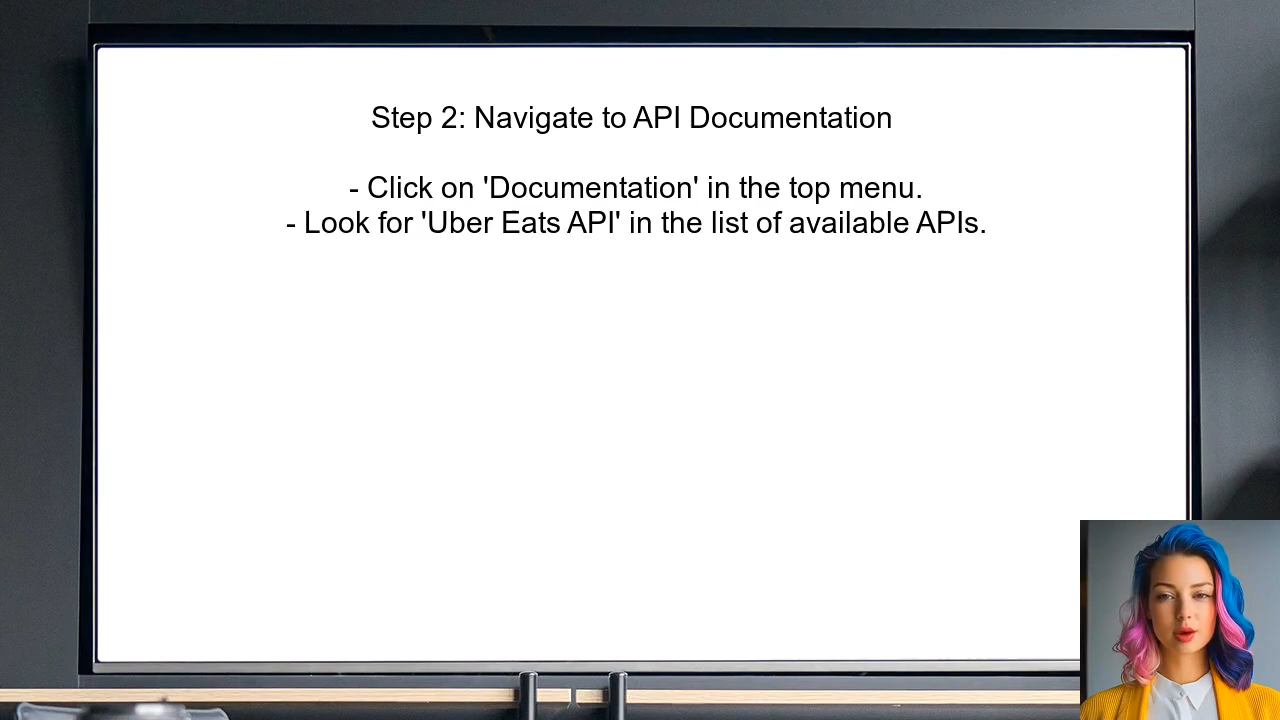 Step 2: Navigate to API Documentation
- Click on 'Documentation' in the top menu.
- Look for 'Uber Eats API' in the list of available APIs.